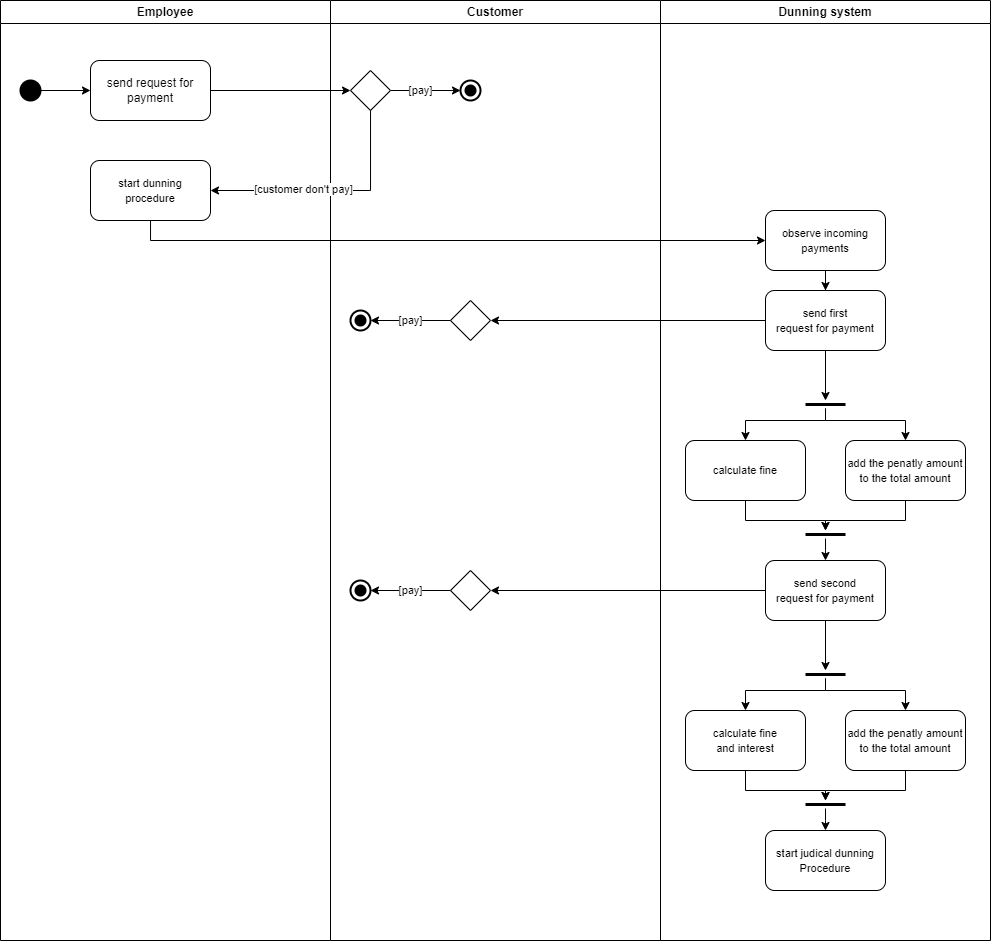 Employee
Customer
Dunning system
send request for
payment
[pay]
start dunning
procedure
[customer don't pay]
observe incoming
payments
[pay]
send first
request for payment
calculate fine
add the penatly amount
to the total amount
[pay]
send second
request for payment
calculate fine
and interest
add the penatly amount
to the total amount
start judical dunning
Procedure